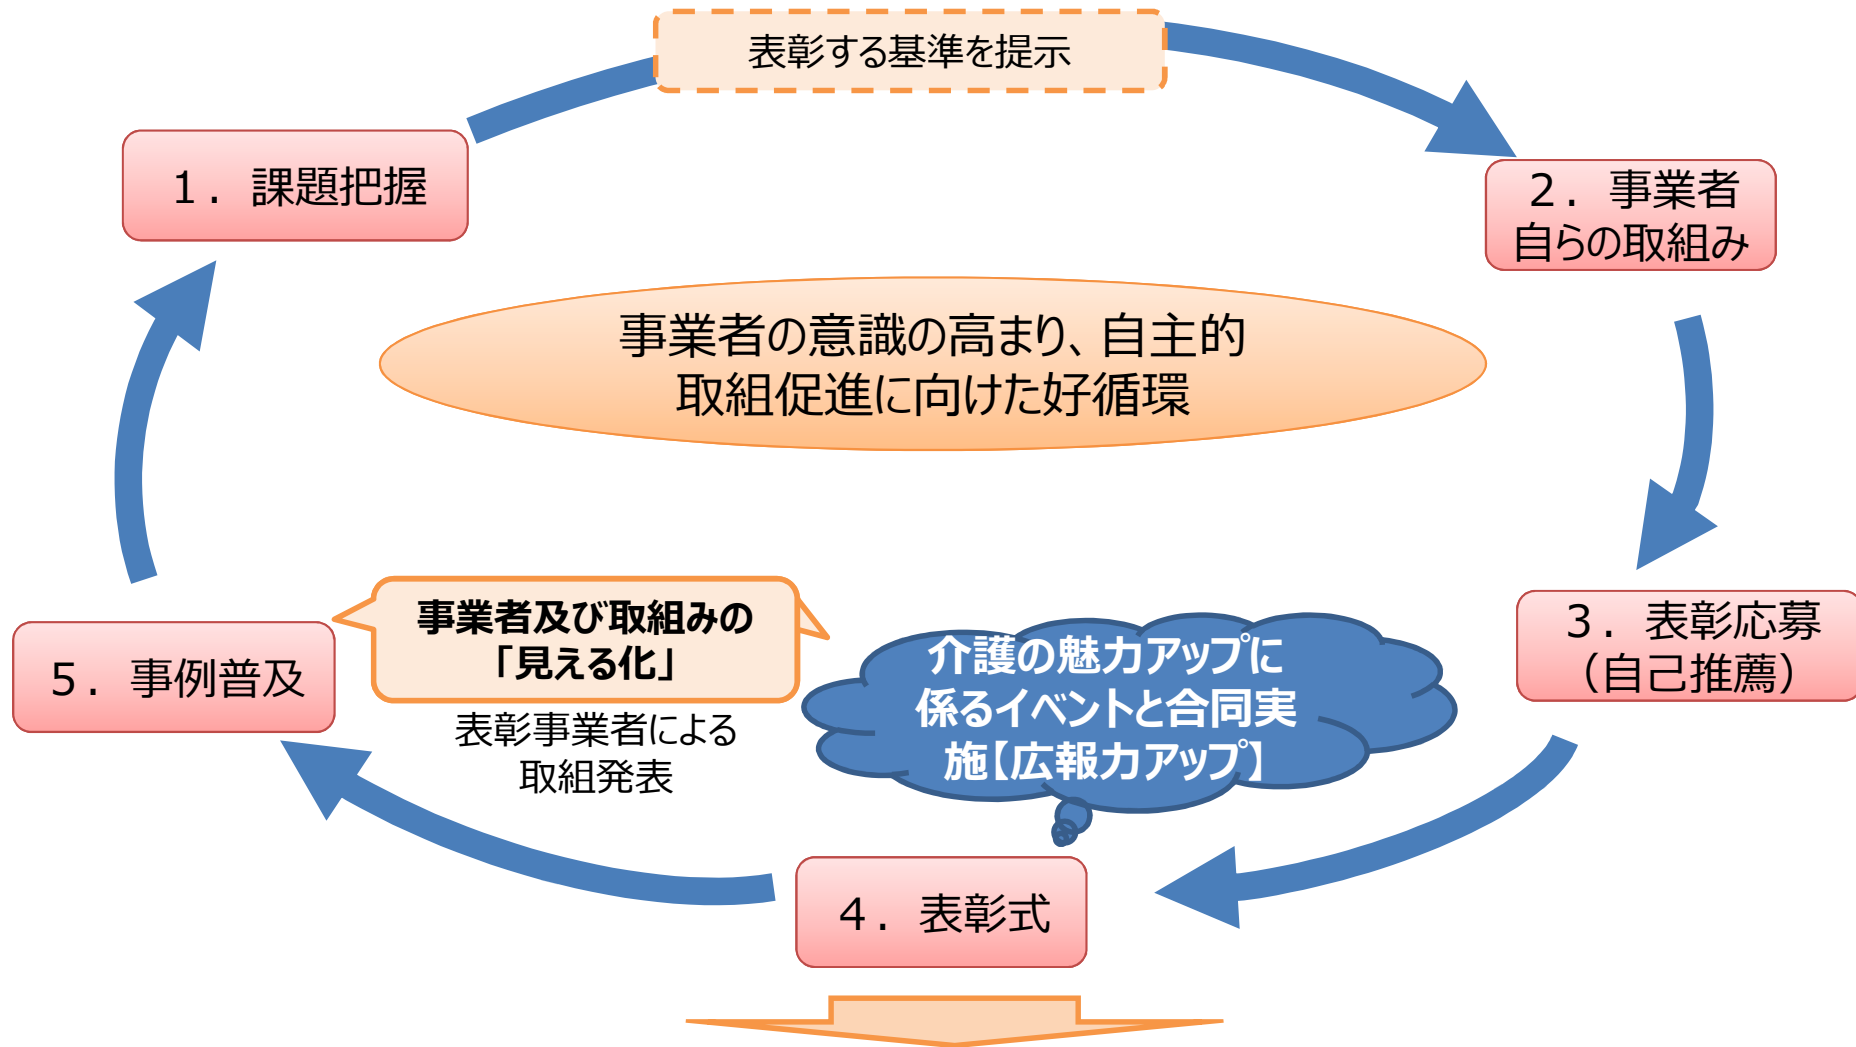 表彰する基準を提示
１．課題把握
２．事業者
自らの取組み
事業者の意識の高まり、自主的
取組促進に向けた好循環
事業者及び取組みの
「見える化」
表彰事業者による
取組発表
介護の魅力アップに
係るイベントと合同実
施【広報力アップ】
３．表彰応募
（自己推薦）
５．事例普及
４．表彰式